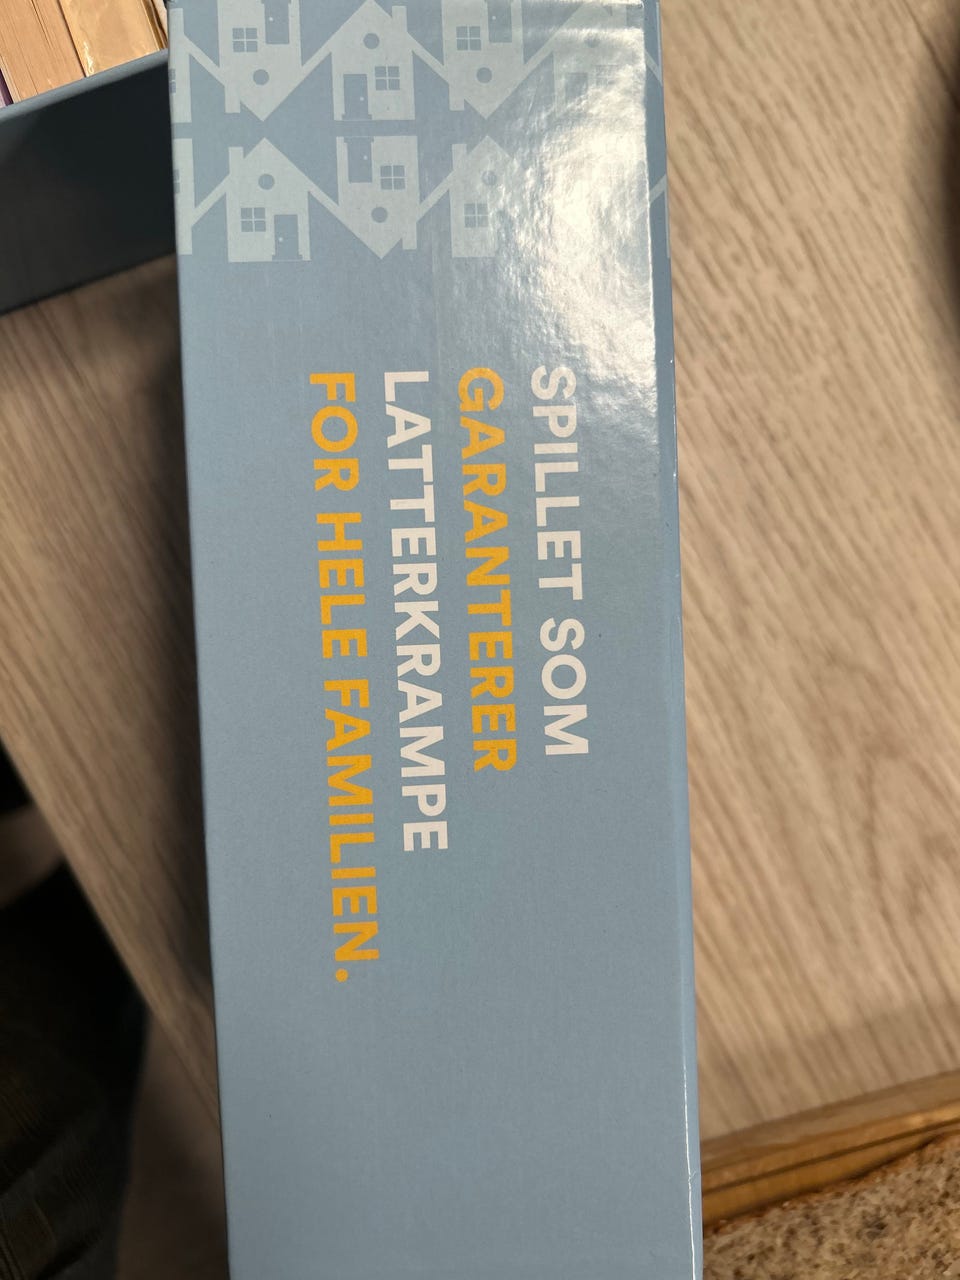 SPILLET SOM
GARANTERER
LATTERKRAMPE
FOR HELE FAMILIEN.